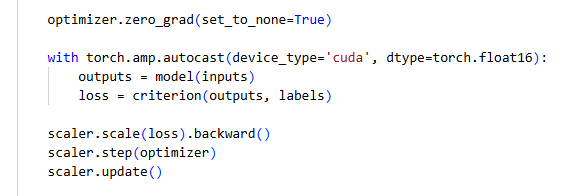 optimizer.zero_grad(set_to_none=True)
with torch.amp.autocast(device_type='cuda', dtype=torch.float16):
    outputs = model(inputs)
    loss = criterion(outputs, labels)
scaler.scale(loss).backward()
scaler.step(optimizer)
scaler.update()